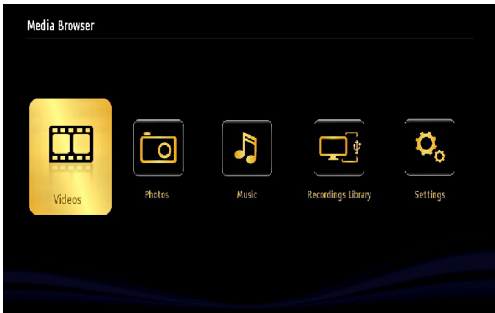 Media Browser
Videos
Photos
Music
Recordings Library
Settings